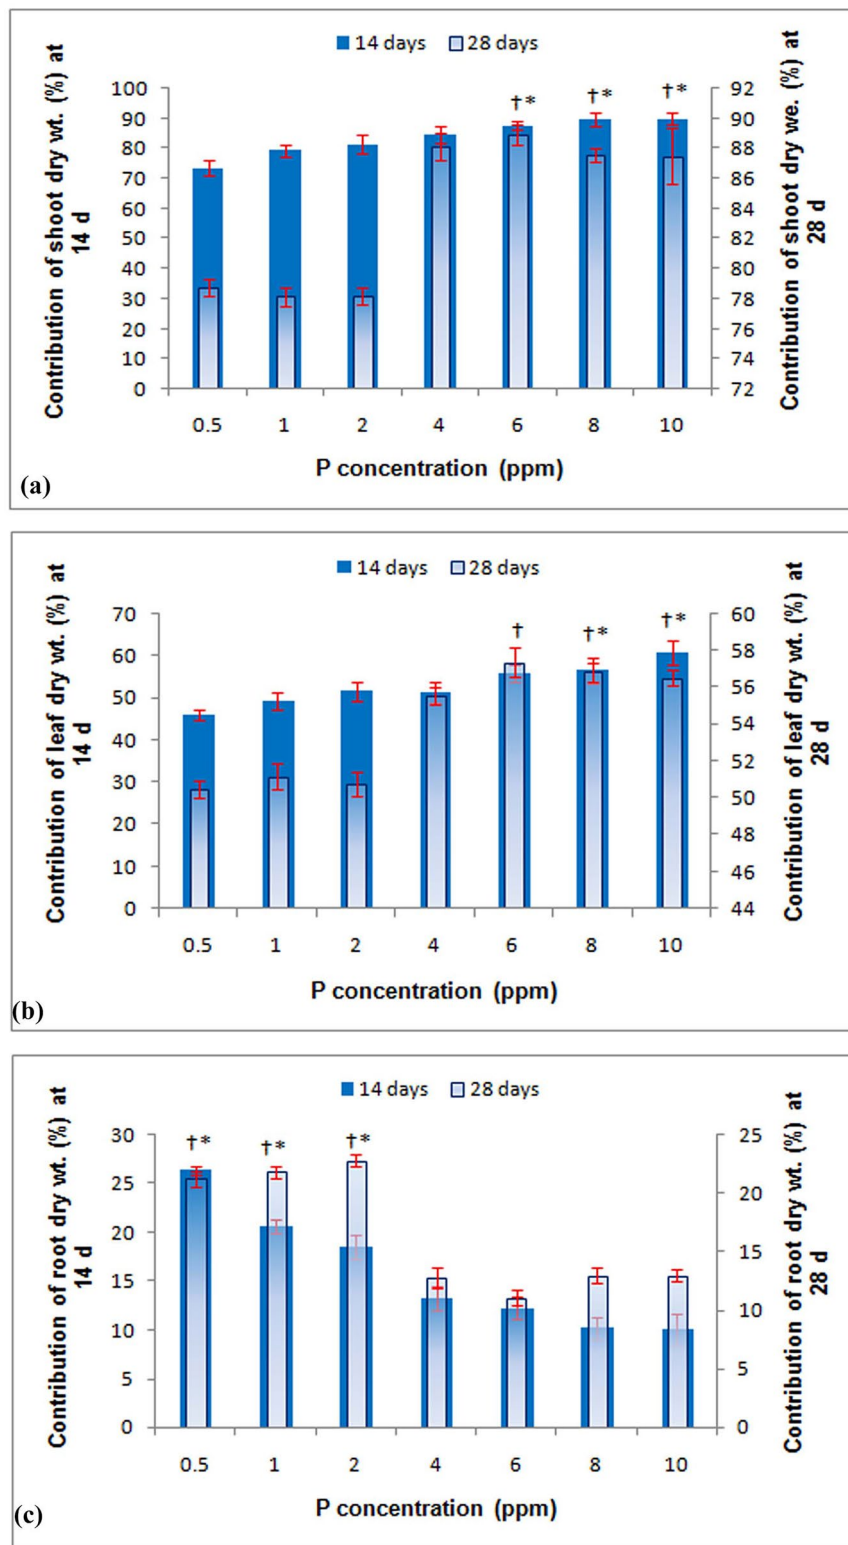 14 days 28 days
Contribution of shoot dry wt. (%) at
14 d
100
90
80
70
60
50
40
30
20
10
0
†* †* †*
92
90
88
86
84
82
80
78
76
74
72
Contribution of shoot dry we. (%) at
28 d
0.5 1 2 4 6 8 10
P concentration (ppm)
(a)
14 days 28 days
Contribution of leaf dry wt. (%) at
14 d
70
60
50
40
30
20
10
0
† †* †*
60
58
56
54
52
50
48
46
44
Contribution of leaf dry wt. (%) at
28 d
0.5 1 2 4 6 8 10
P concentration (ppm)
(b)
14 days 28 days
Contribution of root dry wt. (%) at
14 d
30
25
20
15
10
5
0
†* †* †*
25
20
15
10
5
0
Contribution of root dry wt. (%) at
28 d
0.5 1 2 4 6 8 10
P concentration (ppm)
(c)